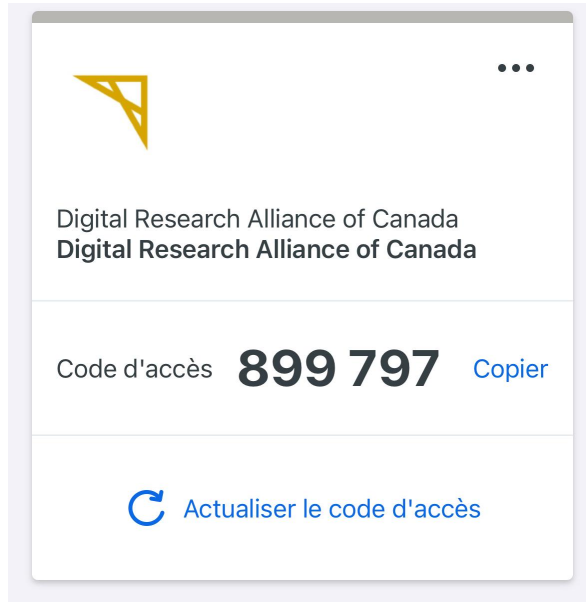 Digital Research Alliance of Canada
Digital Research Alliance of Canada
Code d'accès 899 797 Copier
Actualiser le code d'accès